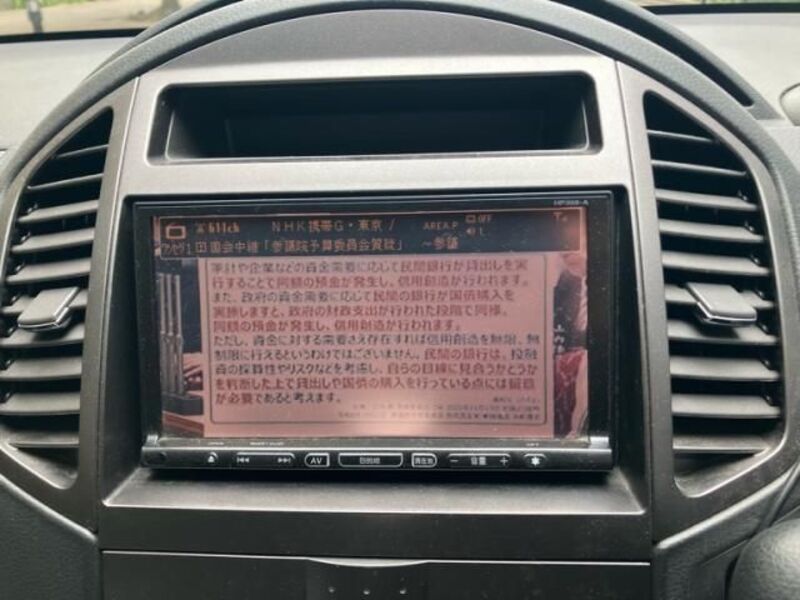 HP308-A
611ch NHK携帯G・東京 / AREA.P OFF
ワンセグ1 国会中継「参議院予算委員会質疑」 ~参議
家計や企業などの資金需要に応じて民間銀行が貸出しを実
行することで同額の預金が発生し、信用創造が行われます。
また、政府の資金需要に応じて民間の銀行が国債購入を
実施しますと、政府の財政支出が行われた段階で同様、
同額の預金が発生し、信用創造が行われます。
ただし、資金に対する需要さえ存在すれば信用創造を無限、無
制限に行えるというわけではございません。民間の銀行は、投融
資の採算性やリスクなどを考慮し、自らの目線に見合うかどうか
を判断した上で貸出しや国債の購入を行っている点には留意
が必要であると考えます。
AV 目的地 現在地 − 音量 +